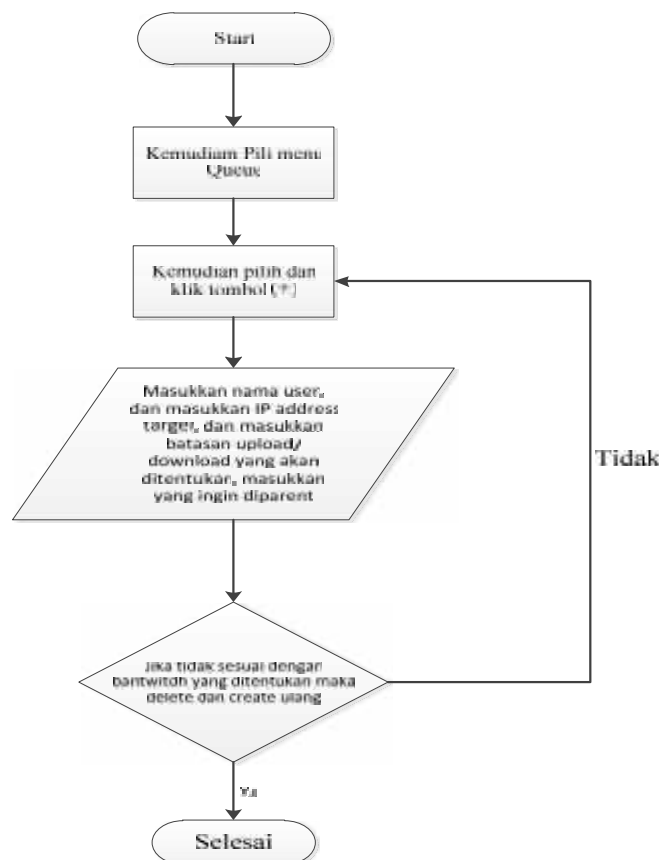 Start
Kemudiam Pili menu
Queue
Kemudian pilih dan
klik tombol [+]
Masukkan nama user,
dan masukkan IP address
target, dan masukkan
batasan upload/
download yang akan
ditentukar, masukkan
yang ingin diparent
Tidak
Jika tidak sesuai dengan
bantwitdh yang ditentukan maka
delete dan create ulang
Ya
Selesai